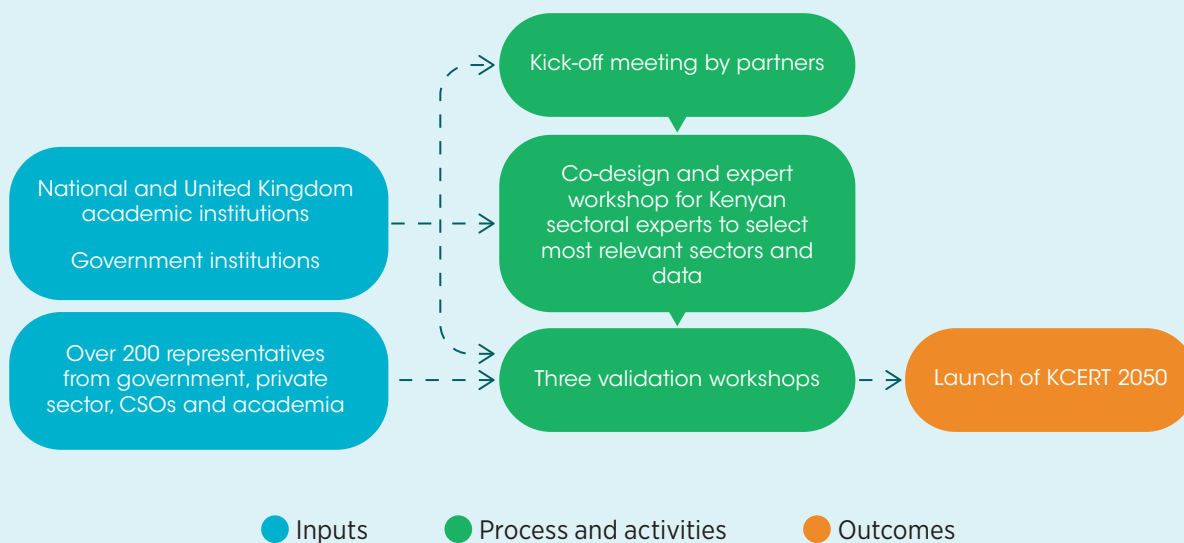 Kick-off meeting by partners
National and United Kingdom
academic institutions
Government institutions
Co-design and expert
workshop for Kenyan
sectoral experts to select
most relevant sectors and
data
Over 200 representatives
from government, private
sector, CSOs and academia
Three validation workshops
Launch of KCERT 2050
Inputs
Process and activities
Outcomes